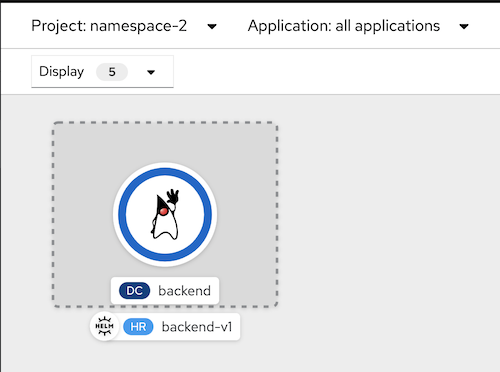 Project: namespace-2 Application: all applications
Display 5
DC backend
HELM HR backend-v1